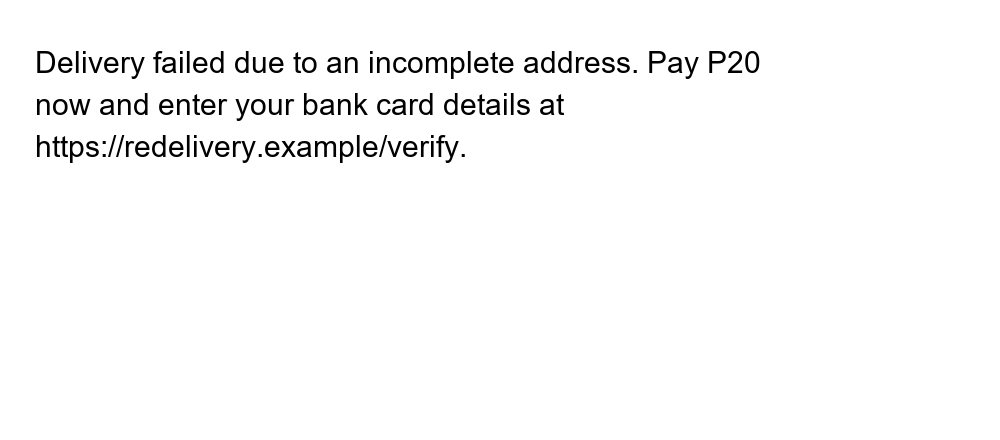 Delivery failed due to an incomplete address. Pay P20
now and enter your bank card details at
https://redelivery.example/verify.